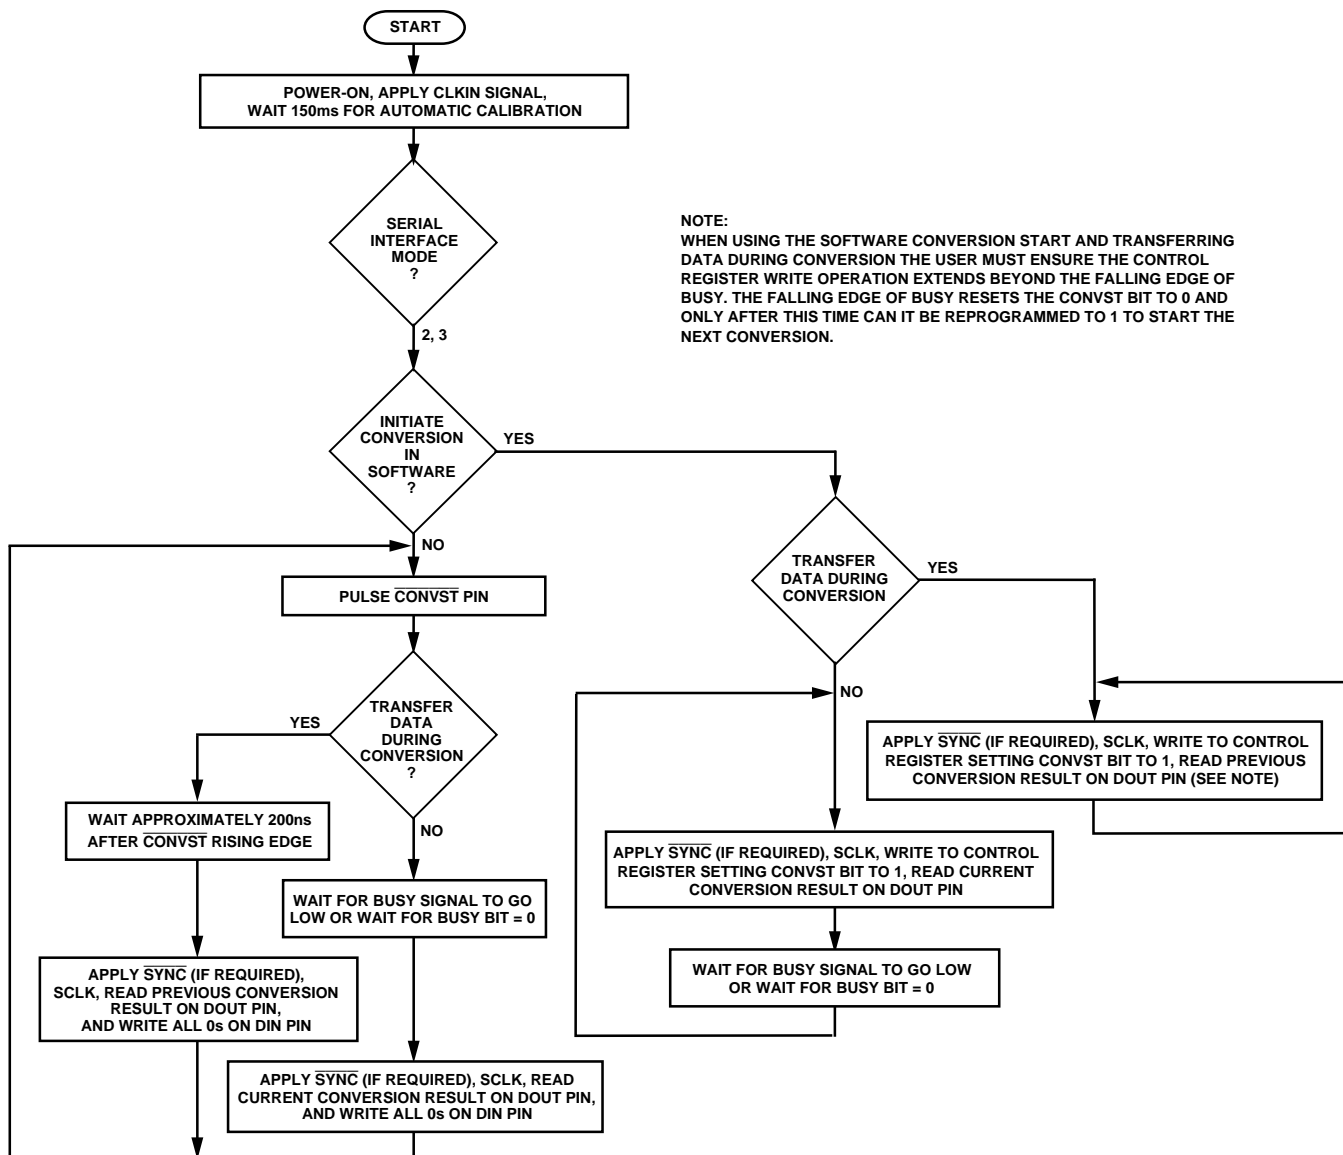 START
POWER-ON, APPLY CLKIN SIGNAL,
WAIT 150ms FOR AUTOMATIC CALIBRATION
SERIAL
INTERFACE
MODE
?
2, 3
NOTE:
WHEN USING THE SOFTWARE CONVERSION START AND TRANSFERRING
DATA DURING CONVERSION THE USER MUST ENSURE THE CONTROL
REGISTER WRITE OPERATION EXTENDS BEYOND THE FALLING EDGE OF
BUSY. THE FALLING EDGE OF BUSY RESETS THE CONVST BIT TO 0 AND
ONLY AFTER THIS TIME CAN IT BE REPROGRAMMED TO 1 TO START THE
NEXT CONVERSION.
INITIATE
CONVERSION
IN
SOFTWARE
?
YES
NO
PULSE CONVST PIN
TRANSFER
DATA
DURING
CONVERSION
?
YES
NO
WAIT APPROXIMATELY 200ns
AFTER CONVST RISING EDGE
WAIT FOR BUSY SIGNAL TO GO
LOW OR WAIT FOR BUSY BIT = 0
APPLY SYNC (IF REQUIRED),
SCLK, READ PREVIOUS CONVERSION
RESULT ON DOUT PIN,
AND WRITE ALL 0s ON DIN PIN
APPLY SYNC (IF REQUIRED), SCLK, READ
CURRENT CONVERSION RESULT ON DOUT PIN,
AND WRITE ALL 0s ON DIN PIN
TRANSFER
DATA DURING
CONVERSION
YES
NO
APPLY SYNC (IF REQUIRED), SCLK, WRITE TO CONTROL
REGISTER SETTING CONVST BIT TO 1, READ PREVIOUS
CONVERSION RESULT ON DOUT PIN (SEE NOTE)
APPLY SYNC (IF REQUIRED), SCLK, WRITE TO CONTROL
REGISTER SETTING CONVST BIT TO 1, READ CURRENT
CONVERSION RESULT ON DOUT PIN
WAIT FOR BUSY SIGNAL TO GO LOW
OR WAIT FOR BUSY BIT = 0